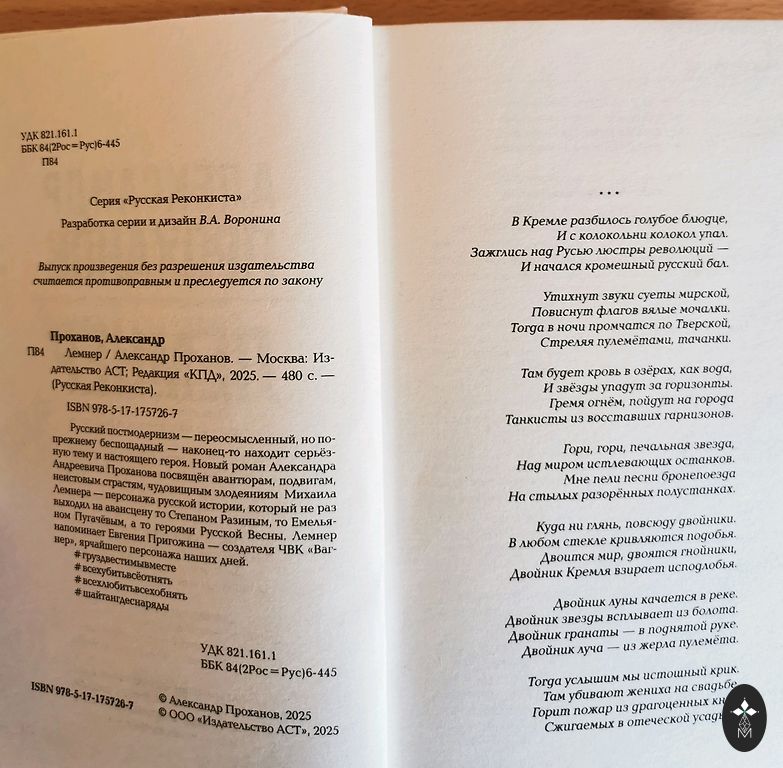 УДК 821.161.1
ББК 84(2Рос=Рус)6-445
П84
Серия «Русская Реконкиста»
Разработка серии и дизайн В.А. Воронина
Выпуск произведения без разрешения издательства
считается противоправным и преследуется по закону
Проханов, Александр
П84 Лемнер / Александр Проханов. — Москва: Из-
дательство АСТ; Редакция «КПД», 2025. — 480 с. —
(Русская Реконкиста).
ISBN 978-5-17-175726-7
Русский постмодернизм — переосмысленный, но по-
прежнему беспощадный — наконец-то находит серьёз-
ную тему и настоящего героя. Новый роман Александра
Андреевича Проханова посвящён авантюрам, подвигам,
неистовым страстям, чудовищным злодеяниям Михаила
Лемнера — персонажа русской истории, который не раз
выходил на авансцену то Степаном Разиным, то Емелья-
ном Пугачёвым, а то героями Русской Весны. Лемнер
напоминает Евгения Пригожина — создателя ЧВК «Ваг-
нер», ярчайшего персонажа наших дней.
#груздвестимывместе
#всехубитьвсёотнять
#всехлюбитьвсехобнять
#шайтангдеснаряды
УДК 821.161.1
ББК 84(2Рос=Рус)6-445
ISBN 978-5-17-175726-7
© Александр Проханов, 2025
© ООО «Издательство АСТ», 2025
• • •
В Кремле разбилось голубое блюдце,
И с колокольни колокол упал.
Зажглись над Русью люстры революций —
И начался кромешный русский бал.
Утихнут звуки суеты мирской,
Повиснут флагов вялые мочалки.
Тогда в ночи промчатся по Тверской,
Стреляя пулемётами, тачанки.
Там будет кровь в озёрах, как вода,
И звёзды упадут за горизонты.
Гремя огнём, пойдут на города
Танкисты из восставших гарнизонов.
Гори, гори, печальная звезда,
Над миром истлевающих останков.
Мне пели песни бронепоезда
На стылых разорённых полустанках.
Куда ни глянь, повсюду двойники.
В любом стекле кривляются подобья.
Двоится мир, двоятся гнойники,
Двойник Кремля взирает исподлобья.
Двойник луны качается в реке.
Двойник звезды всплывает из болота.
Двойник гранаты — в поднятой руке.
Двойник луча — из жерла пулемёта.
Тогда услышим мы истошный крик.
Там убивают жениха на свадьбе.
Горит пожар из драгоценных
Сжигаемых в отеческой
М